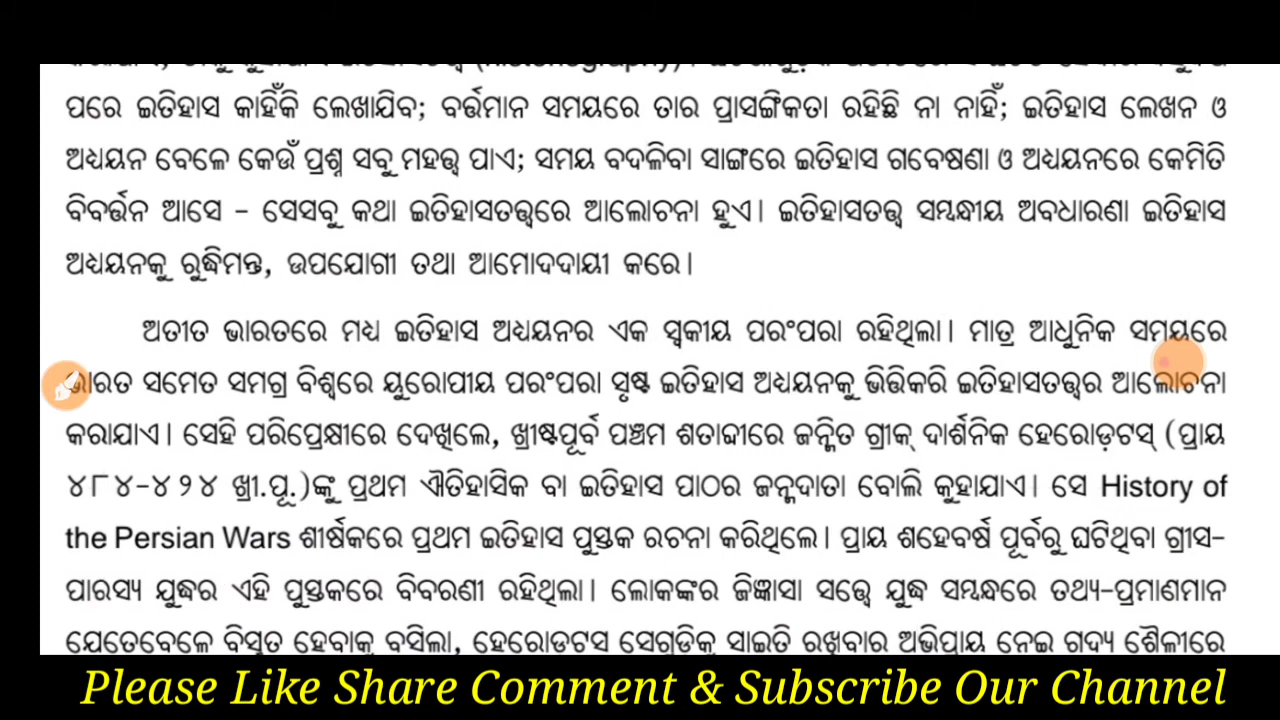 ପରେ ଇତିହାସ କାହିଁକି ଲେଖାଯିବ; ବର୍ତ୍ତମାନ ସମୟରେ ତାର ପ୍ରାସଙ୍ଗିକତା ରହିଛି ନା ନାହିଁ; ଇତିହାସ ଲେଖନ ଓ
ଅଧ୍ୟୟନ ବେଳେ କେଉଁ ପ୍ରଶ୍ନ ସବୁ ମହତ୍ତ୍ୱ ପାଏ; ସମୟ ବଦଳିବା ସାଙ୍ଗରେ ଇତିହାସ ଗବେଷଣା ଓ ଅଧ୍ୟୟନରେ କେମିତି
ବିବର୍ତ୍ତନ ଆସେ – ସେସବୁ କଥା ଇତିହାସତତ୍ତ୍ୱରେ ଆଲୋଚନା ହୁଏ। ଇତିହାସତତ୍ତ୍ୱ ସମ୍ବନ୍ଧୀୟ ଅବଧାରଣା ଇତିହାସ
ଅଧ୍ୟୟନକୁ ରୁଦ୍ଧିମନ୍ତ, ଉପଯୋଗୀ ତଥା ଆମୋଦଦାୟୀ କରେ।
ଅତୀତ ଭାରତରେ ମଧ୍ୟ ଇତିହାସ ଅଧ୍ୟୟନର ଏକ ସ୍ୱକୀୟ ପରଂପରା ରହିଥିଲା। ମାତ୍ର ଆଧୁନିକ ସମୟରେ
ଭାରତ ସମେତ ସମଗ୍ର ବିଶ୍ୱରେ ୟୁରୋପୀୟ ପରଂପରା ସୃଷ୍ଟ ଇତିହାସ ଅଧ୍ୟୟନକୁ ଭିତ୍ତିକରି ଇତିହାସତତ୍ତ୍ୱର ଆଲୋଚନା
କରାଯାଏ। ସେହି ପରିପ୍ରେକ୍ଷୀରେ ଦେଖିଲେ, ଖ୍ରୀଷ୍ଟପୂର୍ବ ପଞ୍ଚମ ଶତାବ୍ଦୀରେ ଜନ୍ମିତ ଗ୍ରୀକ୍ ଦାର୍ଶନିକ ହେରୋଡ଼ଟସ୍ (ପ୍ରାୟ
୪୮୪-୪୨୪ ଖ୍ରୀ.ପୂ.)ଙ୍କୁ ପ୍ରଥମ ଐତିହାସିକ ବା ଇତିହାସ ପାଠର ଜନ୍ମଦାତା ବୋଲି କୁହାଯାଏ। ସେ History of
the Persian Wars ଶୀର୍ଷକରେ ପ୍ରଥମ ଇତିହାସ ପୁସ୍ତକ ରଚନା କରିଥିଲେ। ପ୍ରାୟ ଶହେବର୍ଷ ପୂର୍ବରୁ ଘଟିଥିବା ଗ୍ରୀସ-
ପାରସ୍ୟ ଯୁଦ୍ଧର ଏହି ପୁସ୍ତକରେ ବିବରଣୀ ରହିଥିଲା। ଲୋକଙ୍କର ଜିଜ୍ଞାସା ସତ୍ତ୍ୱେ ଯୁଦ୍ଧ ସମ୍ବନ୍ଧରେ ତଥ୍ୟ-ପ୍ରମାଣମାନ
ଯେତେବେଳେ ବିସ୍ମୃତ ହେବାକୁ ବସିଲା, ହେରୋଡଟସ ସେଗୁଡିକୁ ସାଇତି ରଖିବାର ଅଭିପ୍ରାୟ ନେଇ ଗଦ୍ୟ ଶୈଳୀରେ
Please Like Share Comment & Subscribe Our Channel